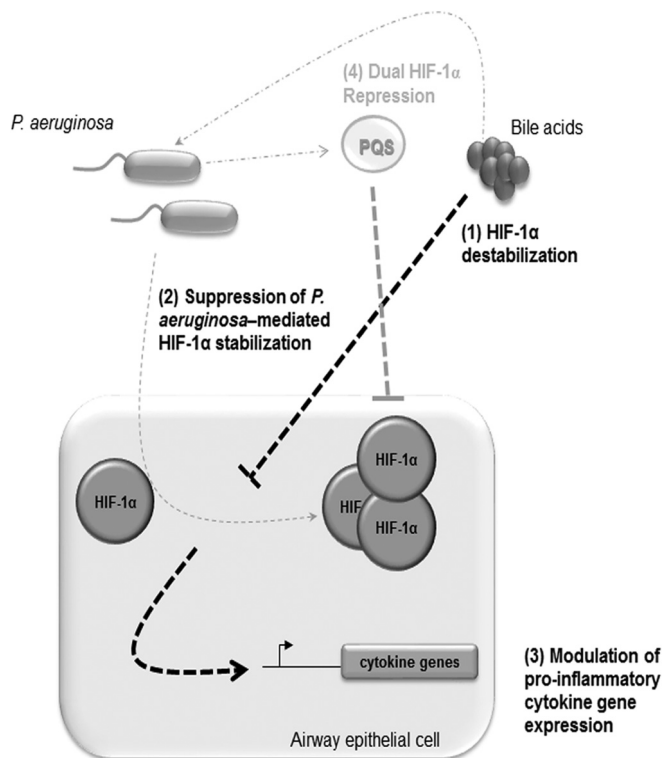 (4) Dual HIF-1α
Repression
P. aeruginosa
Bile acids
PQS
(1) HIF-1α
destabilization
(2) Suppression of P.
aeruginosa–mediated
HIF-1α stabilization
HIF-1α
HIF-1α
HIF
HIF-1α
cytokine genes
(3) Modulation of
pro-inflammatory
cytokine gene
expression
Airway epithelial cell